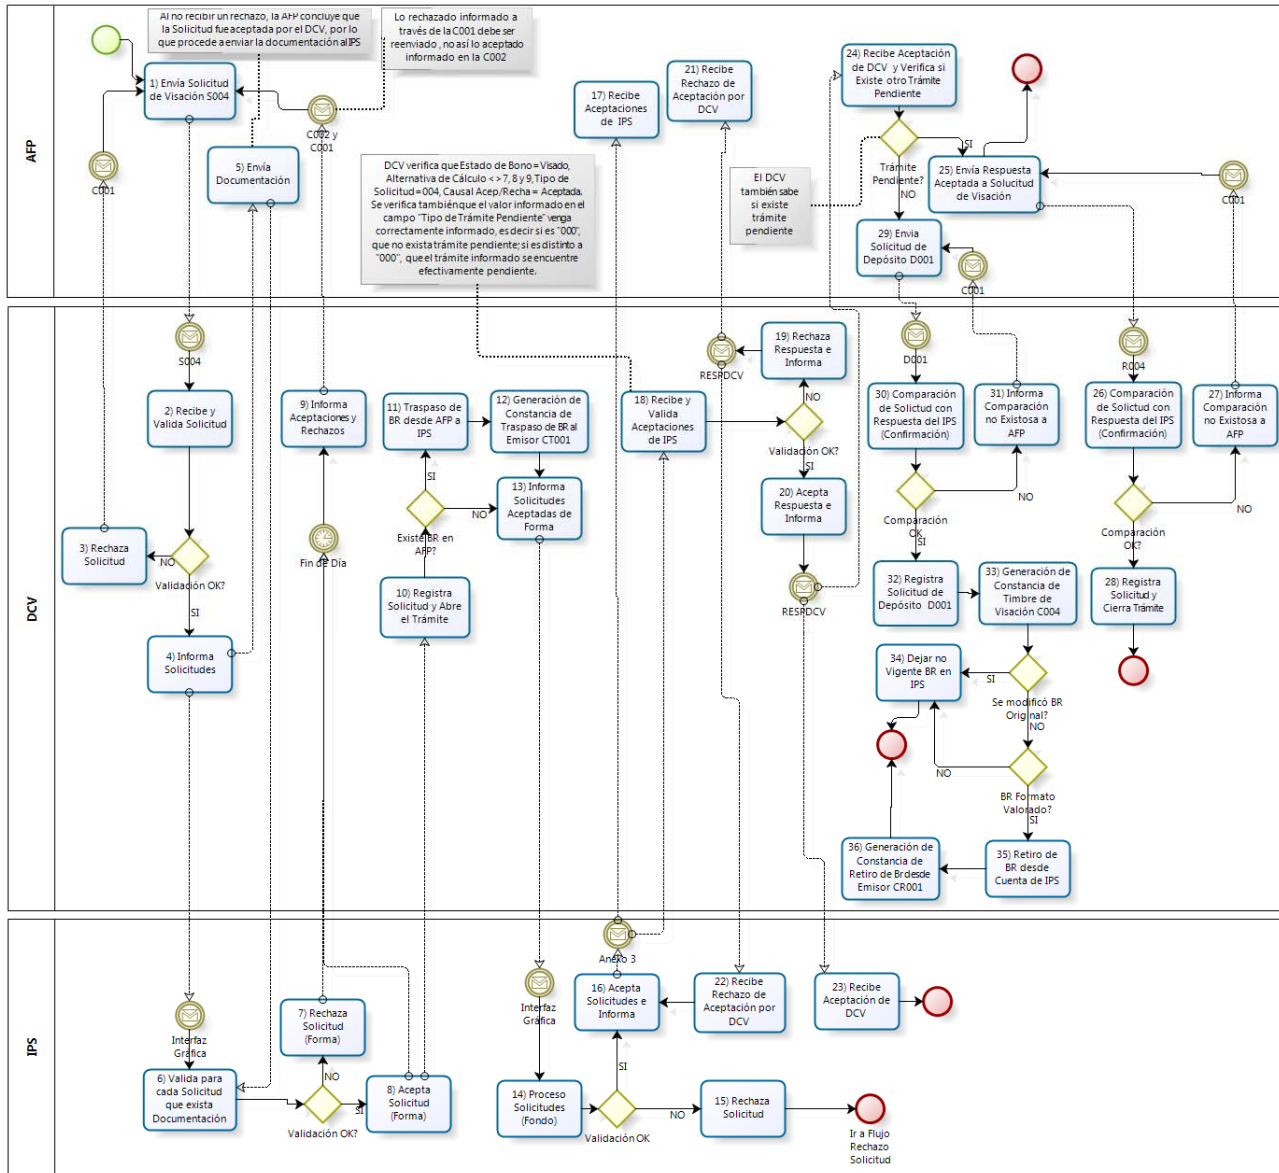 AFP
Al no recibir un rechazo, la AFP concluye que
la Solicitud fue aceptada por el DCV, por lo
que procede a enviar la documentación al IPS
Lo rechazado informado a
través de la C001 debe ser
reenviado, no así lo aceptado
informado en la C002
1) Envía Solicitud
de Visación S004
C002 y
C001
C001
5) Envía
Documentación
17) Recibe
Aceptaciones
de IPS
21) Recibe
Rechazo de
Aceptación por
DCV
24) Recibe Aceptación
de DCV y Verifica si
Existe otro Trámite
Pendiente
Trámite
Pendiente?
SI
NO
25) Envía Respuesta
Aceptada a Solucitud
de Visación
C001
DCV verifica que Estado de Bono=Visado,
Alternativa de Cálculo <>7, 8 y 9, Tipo de
Solicitud=004, Causal Acep/Recha = Aceptada.
Se verifica también que el valor informado en el
campo "Tipo de Trámite Pendiente" venga
correctamente informado, es decir si es "000",
que no exista trámite pendiente; si es distinto a
"000", que el trámite informado se encuentre
efectivamente pendiente.
El DCV
también sabe
si existe
trámite
pendiente
29) Envia
Solicitud de
Depósito D001
C001
DCV
S004
2) Recibe y
Valida Solicitud
3) Rechaza
Solicitud
NO
Validación OK?
SI
4) Informa
Solicitudes
9) Informa
Aceptaciones y
Rechazos
Fin de Día
11) Traspaso de
BR desde AFP a
IPS
12) Generación de
Constancia de
Traspaso de BR al
Emisor CT001
SI
NO
Existe BR en
AFP?
13) Informa
Solicitudes
Aceptadas de
Forma
10) Registra
Solicitud y Abre
el Trámite
18) Recibe y
Valida
Aceptaciones
de IPS
RESPDCV
19) Rechaza
Respuesta e
Informa
NO
Validación OK?
SI
20) Acepta
Respuesta e
Informa
RESPDCV
D001
30) Comparación
de Solictud con
Respuesta del IPS
(Confirmación)
31) Informa
Comparación
no Existosa a
AFP
NO
Comparación
OK
SI
32) Registra
Solicitud de
Depósito D001
33) Generación de
Constancia de
Timbre de
Visación C004
34) Dejar no
Vigente BR en
IPS
SI
Se modificó BR
Original?
NO
NO
BR Formato
Valorado?
SI
36) Generación de
Constancia de
Retiro de Br desde
Emisor CR001
35) Retiro de
BR desde
Cuenta de IPS
R004
26) Comparación
de Solictud con
Respuesta del IPS
(Confirmación)
27) Informa
Comparación
no Existosa a
AFP
NO
Comparación
OK?
28) Registra
Solicitud y
Cierra Trámite
IPS
Interfaz
Gráfica
6) Valida para
cada Solicitud
que exista
Documentación
7) Rechaza
Solicitud
(Forma)
NO
SI
Validación OK?
8) Acepta
Solicitud
(Forma)
Interfaz
Gráfica
14) Proceso
Solicitudes
(Fondo)
Anexo 3
16) Acepta
Solicitudes e
Informa
SI
NO
Validación OK
22) Recibe
Rechazo de
Aceptación por
DCV
15) Rechaza
Solicitud
23) Recibe
Aceptación de
DCV
Ir a Flujo
Rechazo
Solicitud